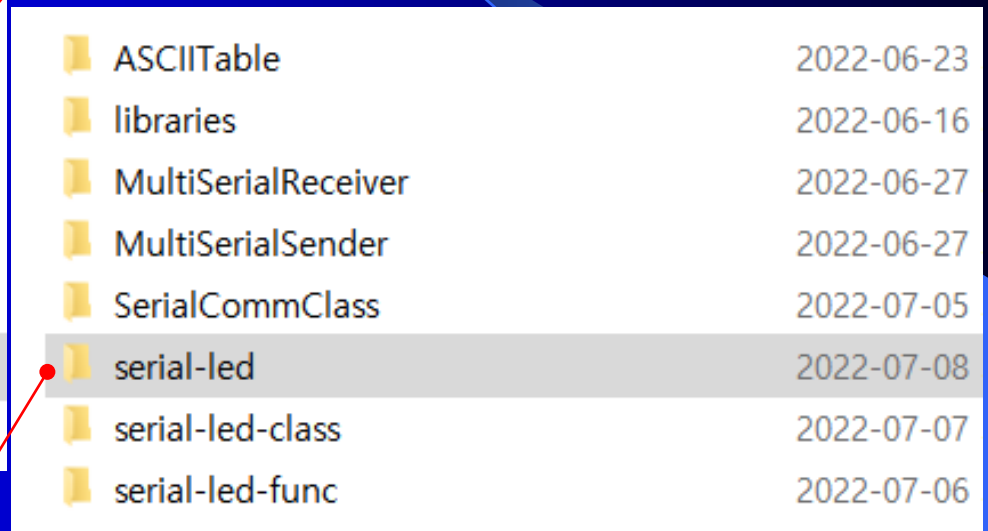 ASCIITable 2022-06-23
libraries 2022-06-16
MultiSerialReceiver 2022-06-27
MultiSerialSender 2022-06-27
SerialCommClass 2022-07-05
serial-led 2022-07-08
serial-led-class 2022-07-07
serial-led-func 2022-07-06